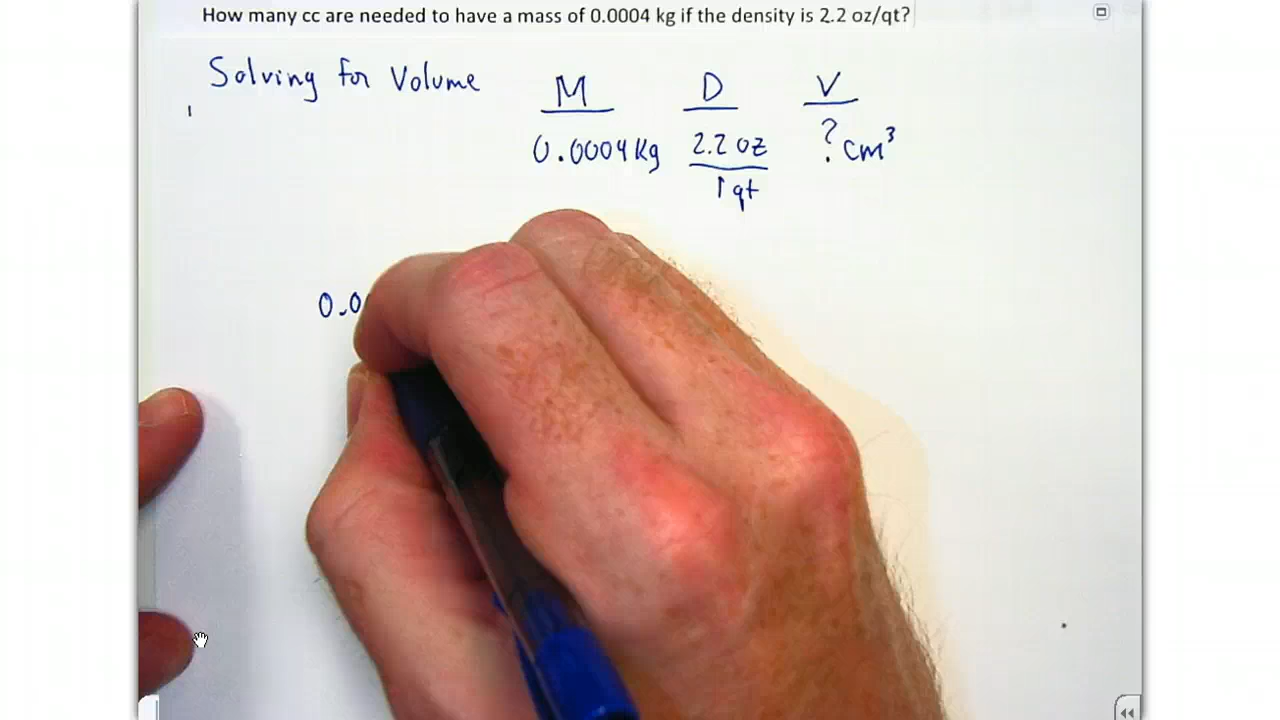 How many cc are needed to have a mass of 0.0004 kg if the density is 2.2 oz/qt?
Solving for Volume
M D V
0.0004 Kg 2.2 oz ? cm³
1 qt
0.0